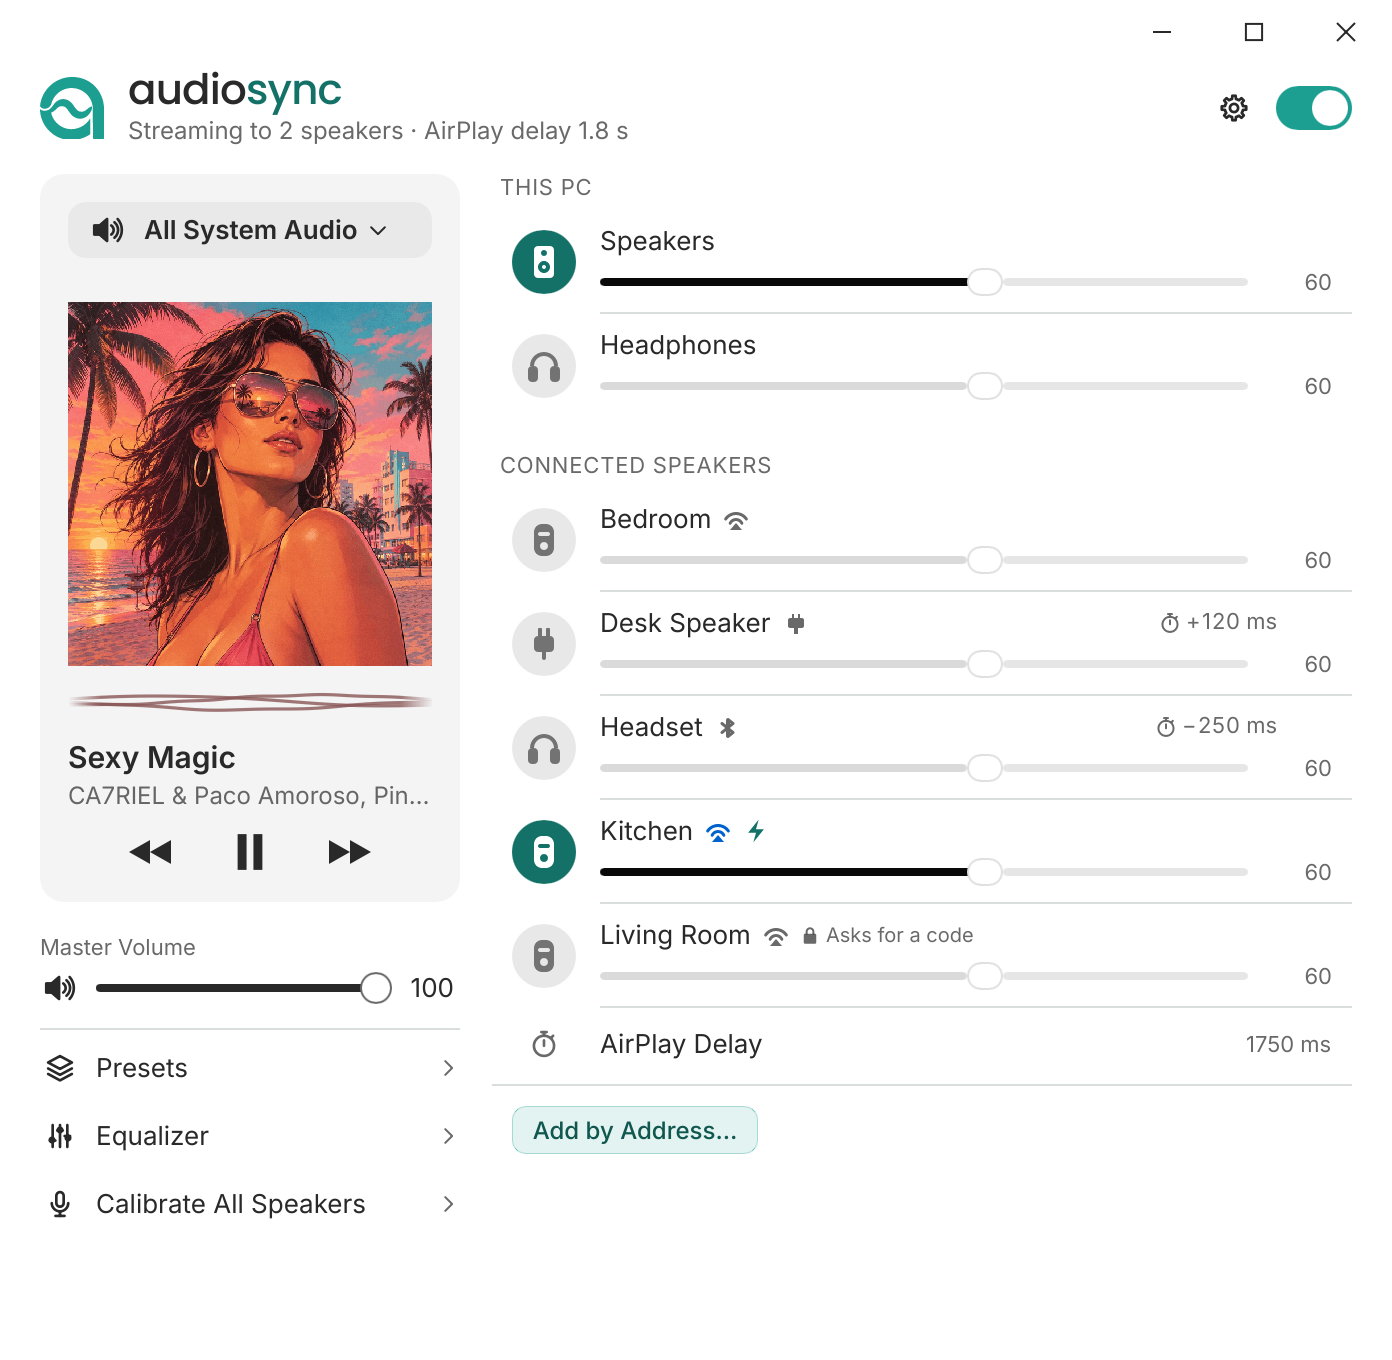 audiosync
Streaming to 2 speakers · AirPlay delay 1.8 s
All System Audio
Sexy Magic
CA7RIEL & Paco Amoroso, Pin...
Master Volume
100
Presets
Equalizer
Calibrate All Speakers
THIS PC
Speakers
60
Headphones
60
CONNECTED SPEAKERS
Bedroom
60
Desk Speaker +120 ms
60
Headset −250 ms
60
Kitchen
60
Living Room Asks for a code
60
AirPlay Delay 1750 ms
Add by Address...